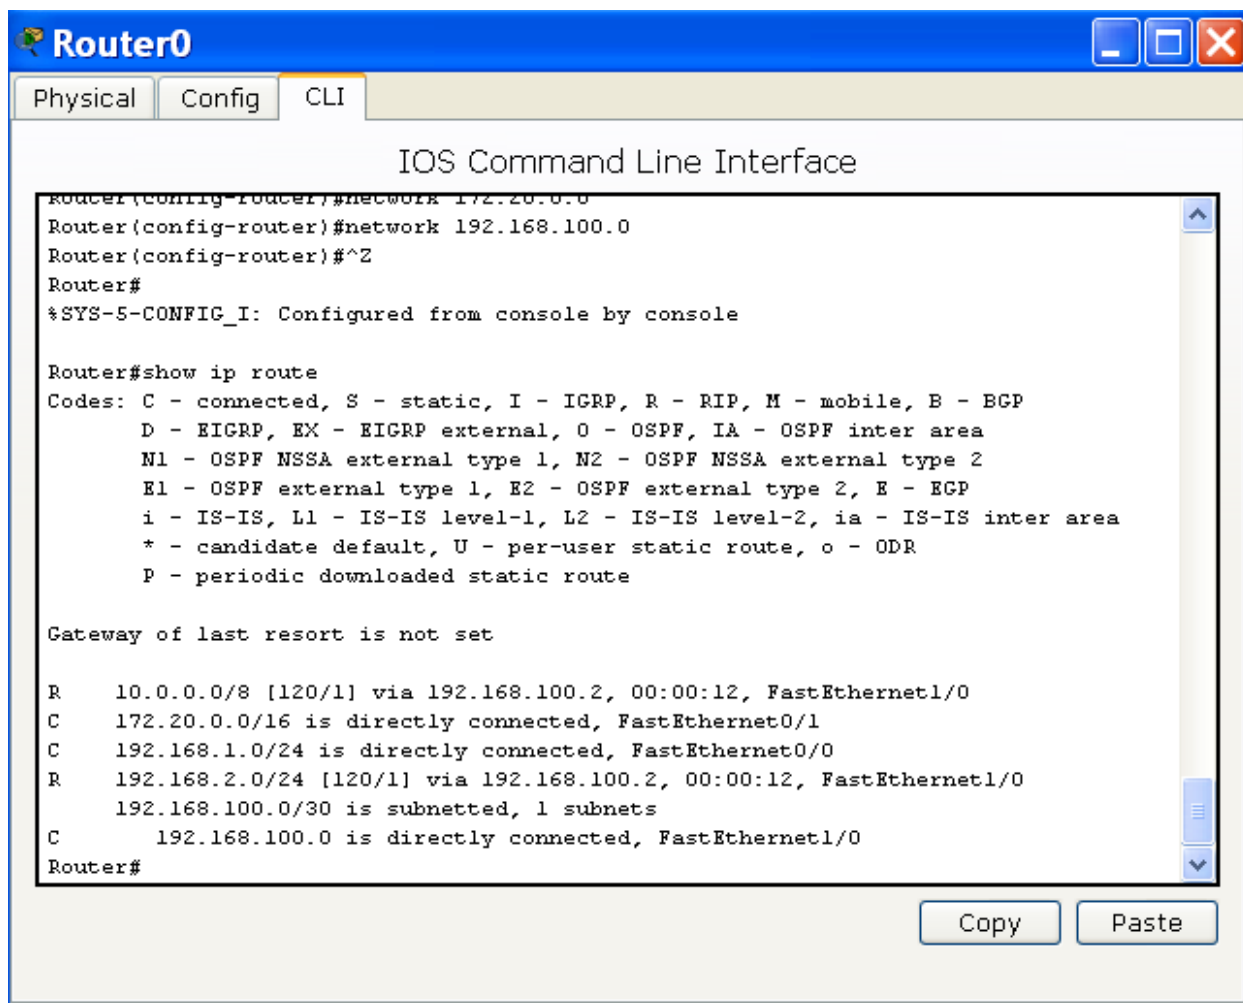 Router0
Physical Config CLI
IOS Command Line Interface
Router(config-router)#network 172.20.0.0
Router(config-router)#network 192.168.100.0
Router(config-router)#^Z
Router#
%SYS-5-CONFIG_I: Configured from console by console
Router#show ip route
Codes: C - connected, S - static, I - IGRP, R - RIP, M - mobile, B - BGP
D - EIGRP, EX - EIGRP external, O - OSPF, IA - OSPF inter area
N1 - OSPF NSSA external type 1, N2 - OSPF NSSA external type 2
E1 - OSPF external type 1, E2 - OSPF external type 2, E - EGP
i - IS-IS, L1 - IS-IS level-1, L2 - IS-IS level-2, ia - IS-IS inter area
* - candidate default, U - per-user static route, o - ODR
P - periodic downloaded static route
Gateway of last resort is not set
R 10.0.0.0/8 [120/1] via 192.168.100.2, 00:00:12, FastEthernet1/0
C 172.20.0.0/16 is directly connected, FastEthernet0/1
C 192.168.1.0/24 is directly connected, FastEthernet0/0
R 192.168.2.0/24 [120/1] via 192.168.100.2, 00:00:12, FastEthernet1/0
192.168.100.0/30 is subnetted, 1 subnets
C 192.168.100.0 is directly connected, FastEthernet1/0
Router#
Copy Paste